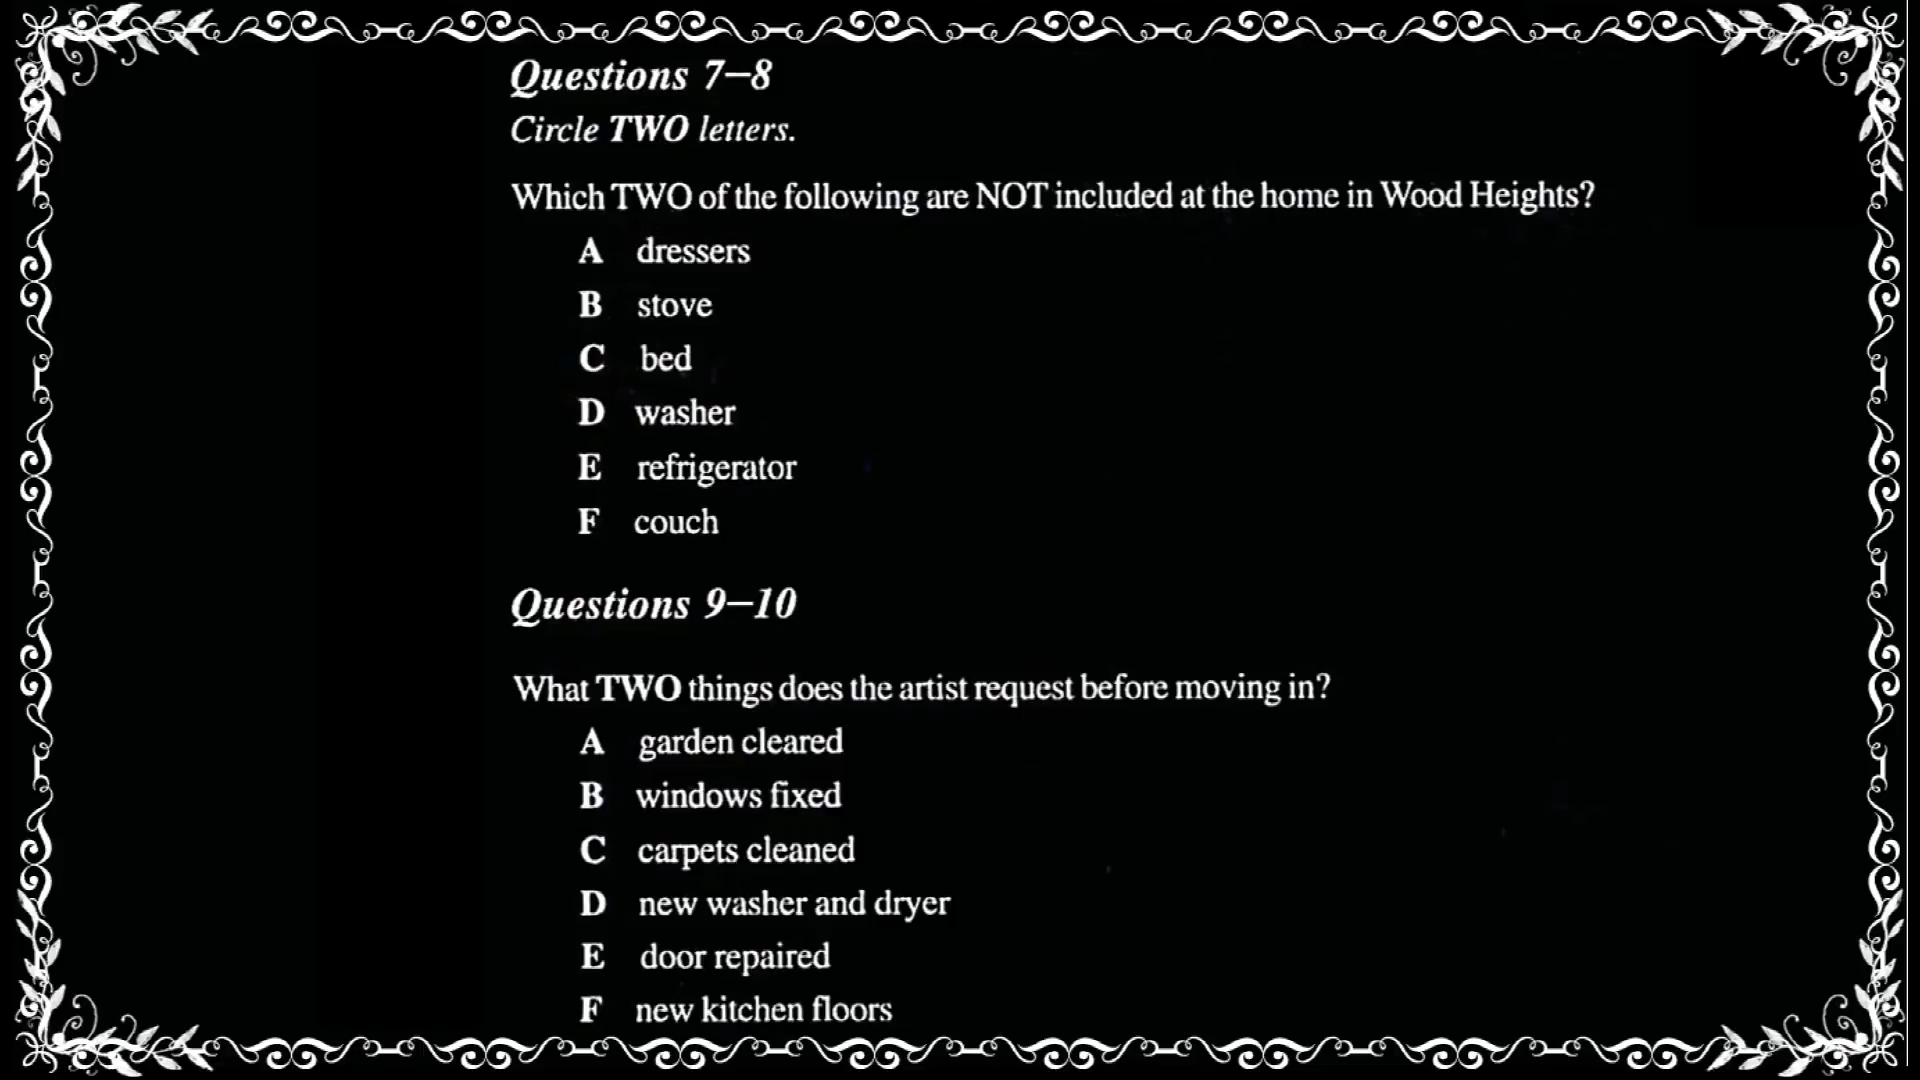 Questions 7–8
Circle TWO letters.
Which TWO of the following are NOT included at the home in Wood Heights?
A dressers
B stove
C bed
D washer
E refrigerator
F couch
Questions 9–10
What TWO things does the artist request before moving in?
A garden cleared
B windows fixed
C carpets cleaned
D new washer and dryer
E door repaired
F new kitchen floors